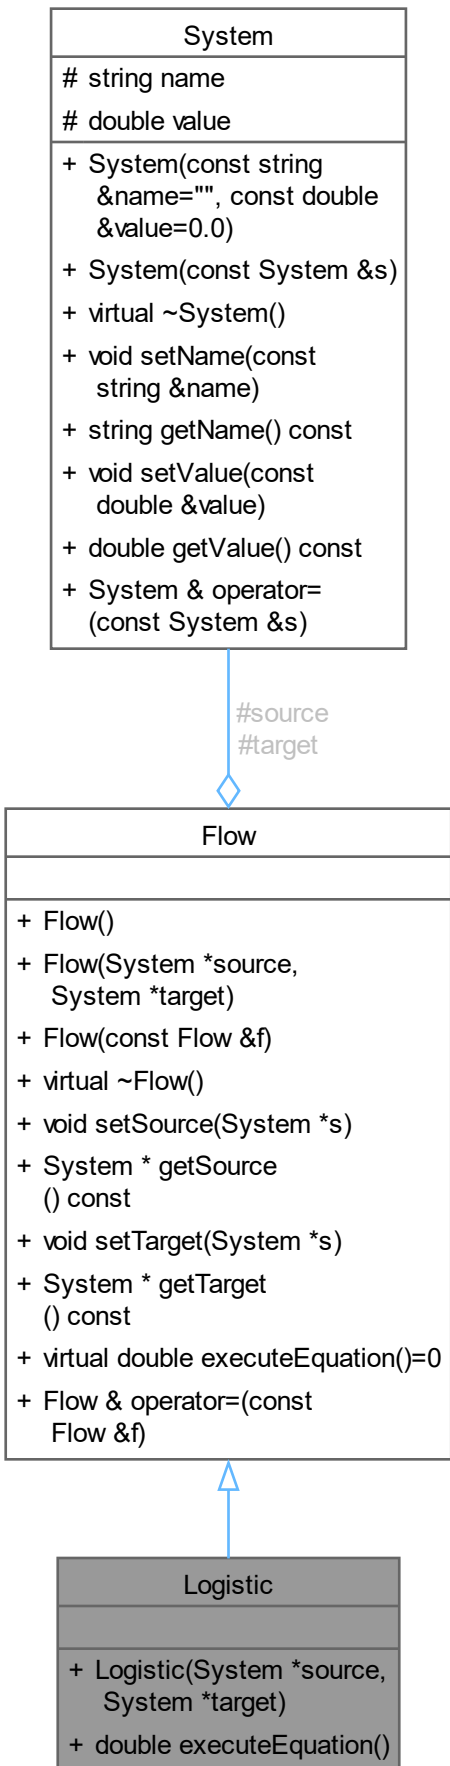 System
# string name
# double value
+ System(const string
&name="", const double
&value=0.0)
+ System(const System &s)
+ virtual ~System()
+ void setName(const
string &name)
+ string getName() const
+ void setValue(const
double &value)
+ double getValue() const
+ System & operator=
(const System &s)
#source
#target
Flow
+ Flow()
+ Flow(System *source,
System *target)
+ Flow(const Flow &f)
+ virtual ~Flow()
+ void setSource(System *s)
+ System * getSource
() const
+ void setTarget(System *s)
+ System * getTarget
() const
+ virtual double executeEquation()=0
+ Flow & operator=(const
Flow &f)
Logistic
+ Logistic(System *source,
System *target)
+ double executeEquation()